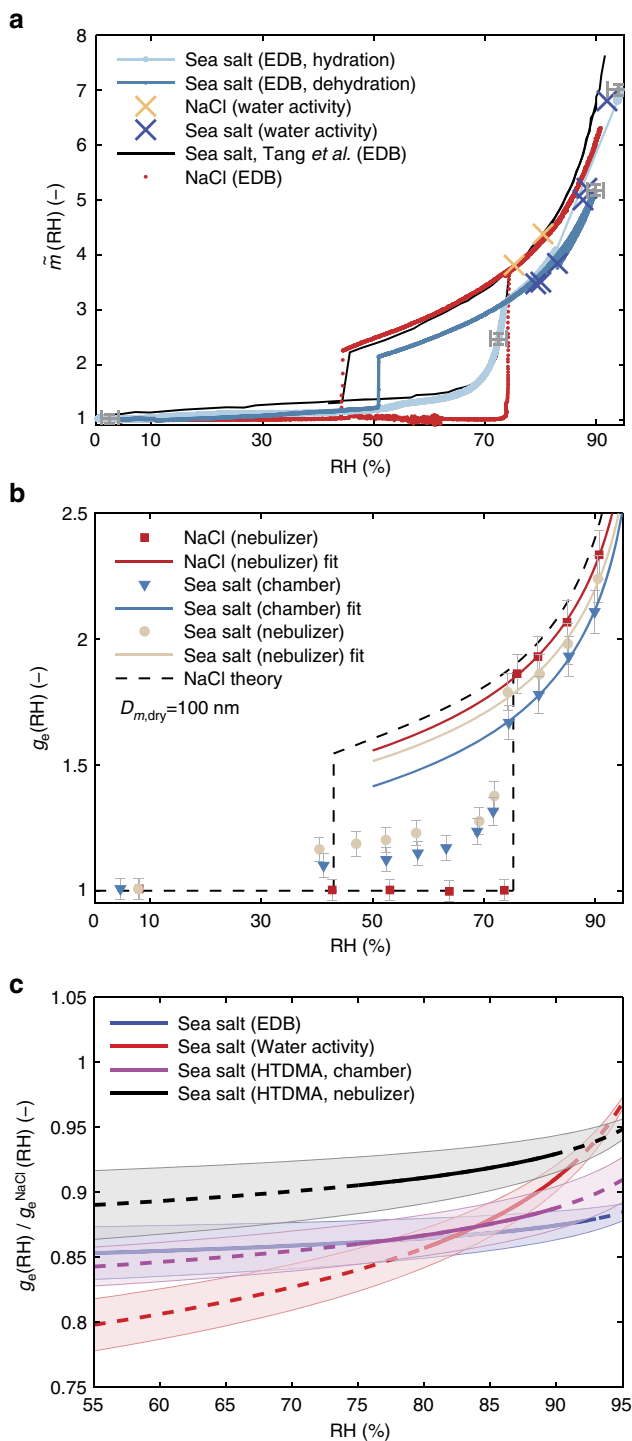 a
8
7
6
5
4
3
2
1
m̃ (RH) (–)
Sea salt (EDB, hydration)
Sea salt (EDB, dehydration)
NaCl (water activity)
Sea salt (water activity)
Sea salt, Tang et al. (EDB)
NaCl (EDB)
0 10 30 50 70 90
RH (%)
b
2.5
2
1.5
1
ge(RH) (–)
NaCl (nebulizer)
NaCl (nebulizer) fit
Sea salt (chamber)
Sea salt (chamber) fit
Sea salt (nebulizer)
Sea salt (nebulizer) fit
NaCl theory
Dm,dry=100 nm
0 10 30 50 70 90
RH (%)
c
1.05
1
0.95
0.9
0.85
0.8
0.75
ge(RH) / geNaCl (RH) (–)
Sea salt (EDB)
Sea salt (Water activity)
Sea salt (HTDMA, chamber)
Sea salt (HTDMA, nebulizer)
55 60 65 70 75 80 85 90 95
RH (%)